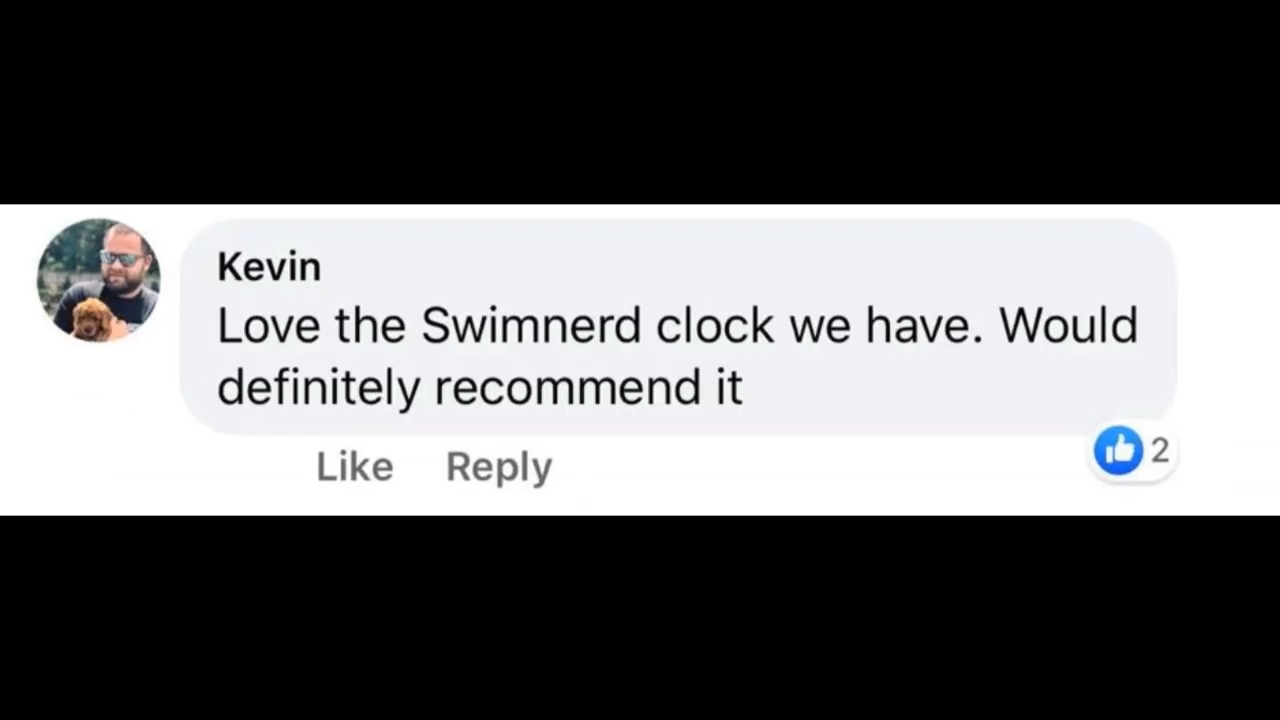 Kevin
Love the Swimnerd clock we have. Would
definitely recommend it
Like Reply 2